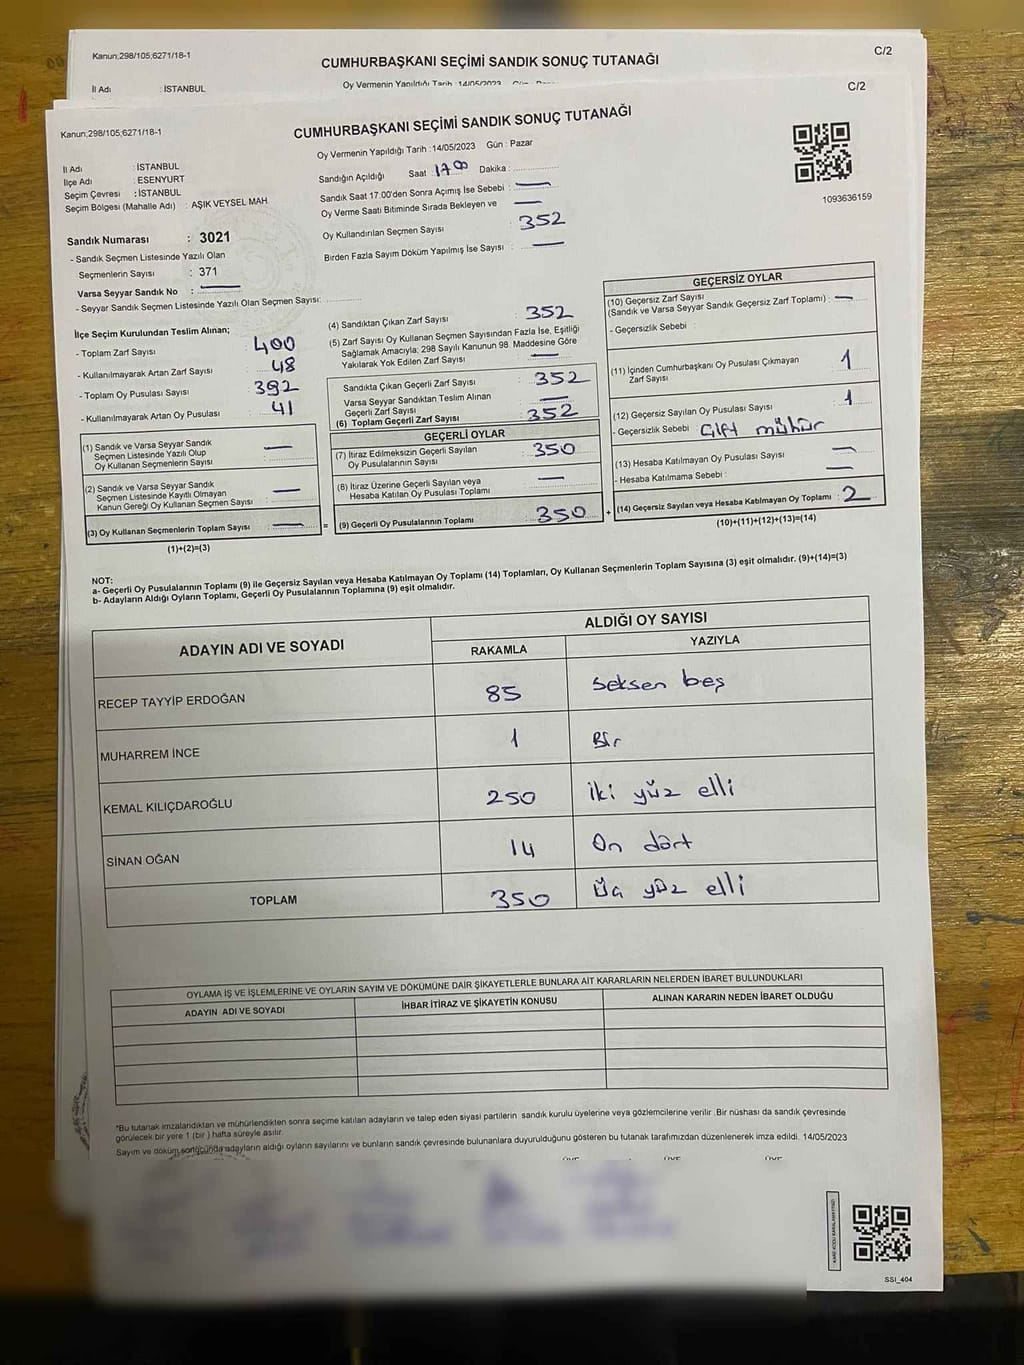 Kanun;298/105;6271/18-1
CUMHURBAŞKANI SEÇİMİ SANDIK SONUÇ TUTANAĞI
C/2
İl Adı : İSTANBUL
Oy Vermenin Yapıldığı Tarih :14/05/2023
Kanun;298/105;6271/18-1
CUMHURBAŞKANI SEÇİMİ SANDIK SONUÇ TUTANAĞI
C/2
Oy Vermenin Yapıldığı Tarih :14/05/2023 Gün : Pazar
İl Adı : İSTANBUL
İlçe Adı : ESENYURT
Seçim Çevresi : İSTANBUL
Seçim Bölgesi (Mahalle Adı) : AŞIK VEYSEL MAH
Sandığın Açıldığı Saat : 17 00 Dakika :
Sandık Saat 17.00'den Sonra Açımış İse Sebebi : —
Oy Verme Saati Bitiminde Sırada Bekleyen ve —
Oy Kullandırılan Seçmen Sayısı : 352
Birden Fazla Sayım Döküm Yapılmış İse Sayısı : —
1093636159
Sandık Numarası : 3021
- Sandık Seçmen Listesinde Yazılı Olan
Seçmenlerin Sayısı : 371
Varsa Seyyar Sandık No : —
- Seyyar Sandık Seçmen Listesinde Yazılı Olan Seçmen Sayısı:
İlçe Seçim Kurulundan Teslim Alınan;
- Toplam Zarf Sayısı : 400
- Kullanılmayarak Artan Zarf Sayısı : 48
- Toplam Oy Pusulası Sayısı : 392
- Kullanılmayarak Artan Oy Pusulası : 41
(1) Sandık ve Varsa Seyyar Sandık
Seçmen Listesinde Yazılı Olup
Oy Kullanan Seçmenlerin Sayısı : —
(2) Sandık ve Varsa Seyyar Sandık
Seçmen Listesinde Kayıtlı Olmayan
Kanun Gereği Oy Kullanan Seçmen Sayısı : —
(3) Oy Kullanan Seçmenlerin Toplam Sayısı : — =
(1)+(2)=(3)
(4) Sandıktan Çıkan Zarf Sayısı : 352
(5) Zarf Sayısı Oy Kullanan Seçmen Sayısından Fazla İse, Eşitliği
Sağlamak Amacıyla; 298 Sayılı Kanunun 98. Maddesine Göre
Yakılarak Yok Edilen Zarf Sayısı : —
Sandıkta Çıkan Geçerli Zarf Sayısı : 352
Varsa Seyyar Sandıktan Teslim Alınan
Geçerli Zarf Sayısı : —
(6) Toplam Geçerli Zarf Sayısı : 352
GEÇERLİ OYLAR
(7) İtiraz Edilmeksizin Geçerli Sayılan
Oy Pusulalarının Sayısı : 350
(8) İtiraz Üzerine Geçerli Sayılan veya
Hesaba Katılan Oy Pusulası Toplamı : —
(9) Geçerli Oy Pusulalarının Toplamı : 350 +
GEÇERSİZ OYLAR
(10) Geçersiz Zarf Sayısı
(Sandık ve Varsa Seyyar Sandık Geçersiz Zarf Toplamı) : —
- Geçersizlik Sebebi :
(11) İçinden Cumhurbaşkanı Oy Pusulası Çıkmayan
Zarf Sayısı : 1
(12) Geçersiz Sayılan Oy Pusulası Sayısı : 1
- Geçersizlik Sebebi : Çift mühür
(13) Hesaba Katılmayan Oy Pusulası Sayısı : —
- Hesaba Katılmama Sebebi : —
(14) Geçersiz Sayılan veya Hesaba Katılmayan Oy Toplamı : 2
(10)+(11)+(12)+(13)=(14)
NOT:
a- Geçerli Oy Pusulalarının Toplamı (9) ile Geçersiz Sayılan veya Hesaba Katılmayan Oy Toplamı (14) Toplamları, Oy Kullanan Seçmenlerin Toplam Sayısına (3) eşit olmalıdır. (9)+(14)=(3)
b- Adayların Aldığı Oyların Toplamı, Geçerli Oy Pusulalarının Toplamına (9) eşit olmalıdır.
ADAYIN ADI VE SOYADI ALDIĞI OY SAYISI
RAKAMLA YAZIYLA
RECEP TAYYİP ERDOĞAN 85 Seksen beş
MUHARREM İNCE 1 Bir
KEMAL KILIÇDAROĞLU 250 iki yüz elli
SİNAN OĞAN 14 On dört
TOPLAM 350 Üç yüz elli
OYLAMA İŞ VE İŞLEMLERİNE VE OYLARIN SAYIM VE DÖKÜMÜNE DAİR ŞİKAYETLERLE BUNLARA AİT KARARLARIN NELERDEN İBARET BULUNDUKLARI
ADAYIN ADI VE SOYADI İHBAR İTİRAZ VE ŞİKAYETİN KONUSU ALINAN KARARIN NEDEN İBARET OLDUĞU
*Bu tutanak imzalandıktan ve mühürlendikten sonra seçime katılan adayların ve talep eden siyasi partilerin sandık kurulu üyelerine veya gözlemcilerine verilir. Bir nüshası da sandık çevresinde
görülecek bir yere 1 (bir ) hafta süreyle asılır.
Sayım ve döküm sonucunda adayların aldığı oyların sayılarını ve bunların sandık çevresinde bulunanlara duyurulduğunu gösteren bu tutanak tarafımızdan düzenlenerek imza edildi. 14/05/2023
ÜYE ÜYE ÜYE
SSI_404